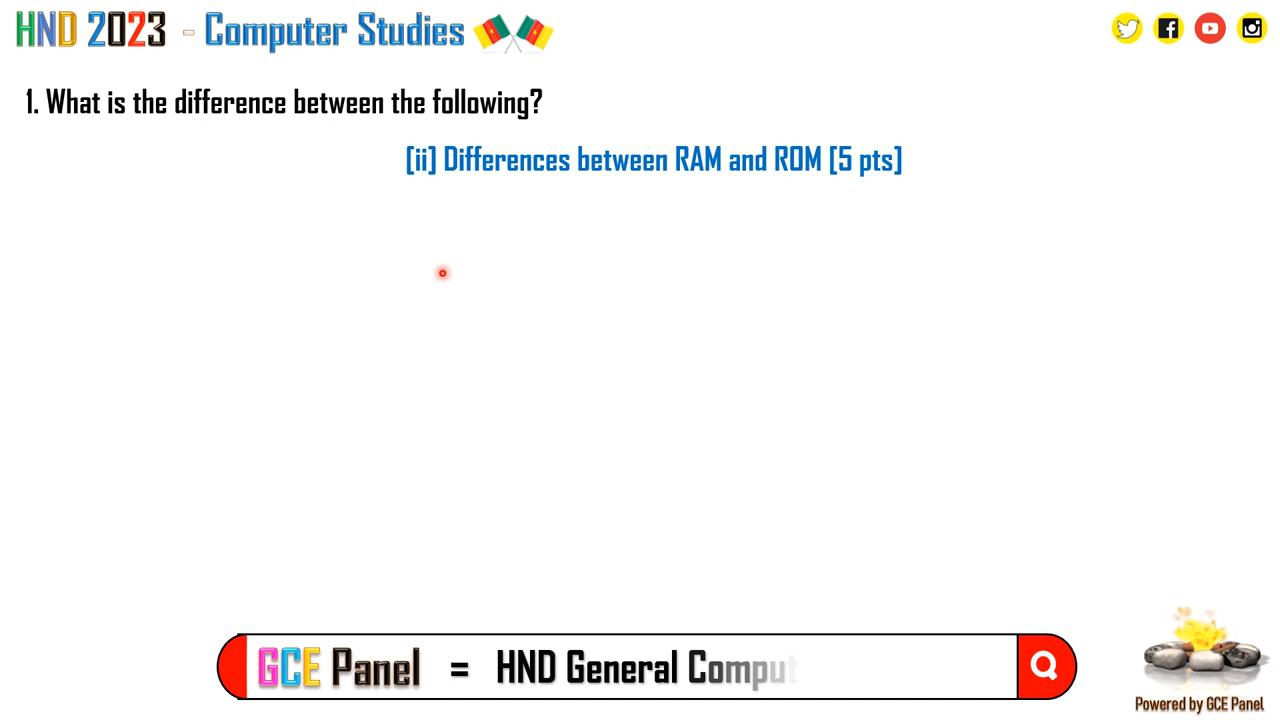 HND 2023 - Computer Studies
1. What is the difference between the following?
[ii] Differences between RAM and ROM [5 pts]
GCE Panel = HND General Comput
Powered by GCE Panel